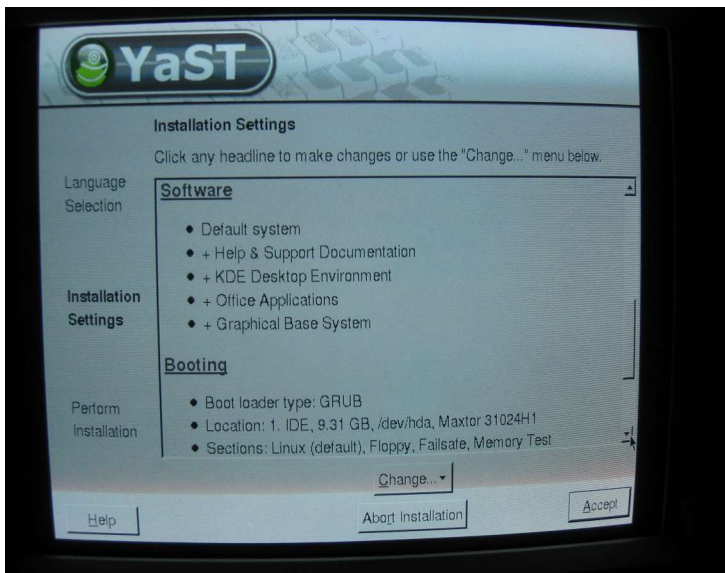 YaST
Installation Settings
Click any headline to make changes or use the "Change..." menu below.
Language
Selection
Installation
Settings
Perform
Installation
Software
Default system
+ Help & Support Documentation
+ KDE Desktop Environment
+ Office Applications
+ Graphical Base System
Booting
Boot loader type: GRUB
Location: 1. IDE, 9.31 GB, /dev/hda, Maxtor 31024H1
Sections: Linux (default), Floppy, Failsafe, Memory Test
Change...
Help
Abort Installation
Accept